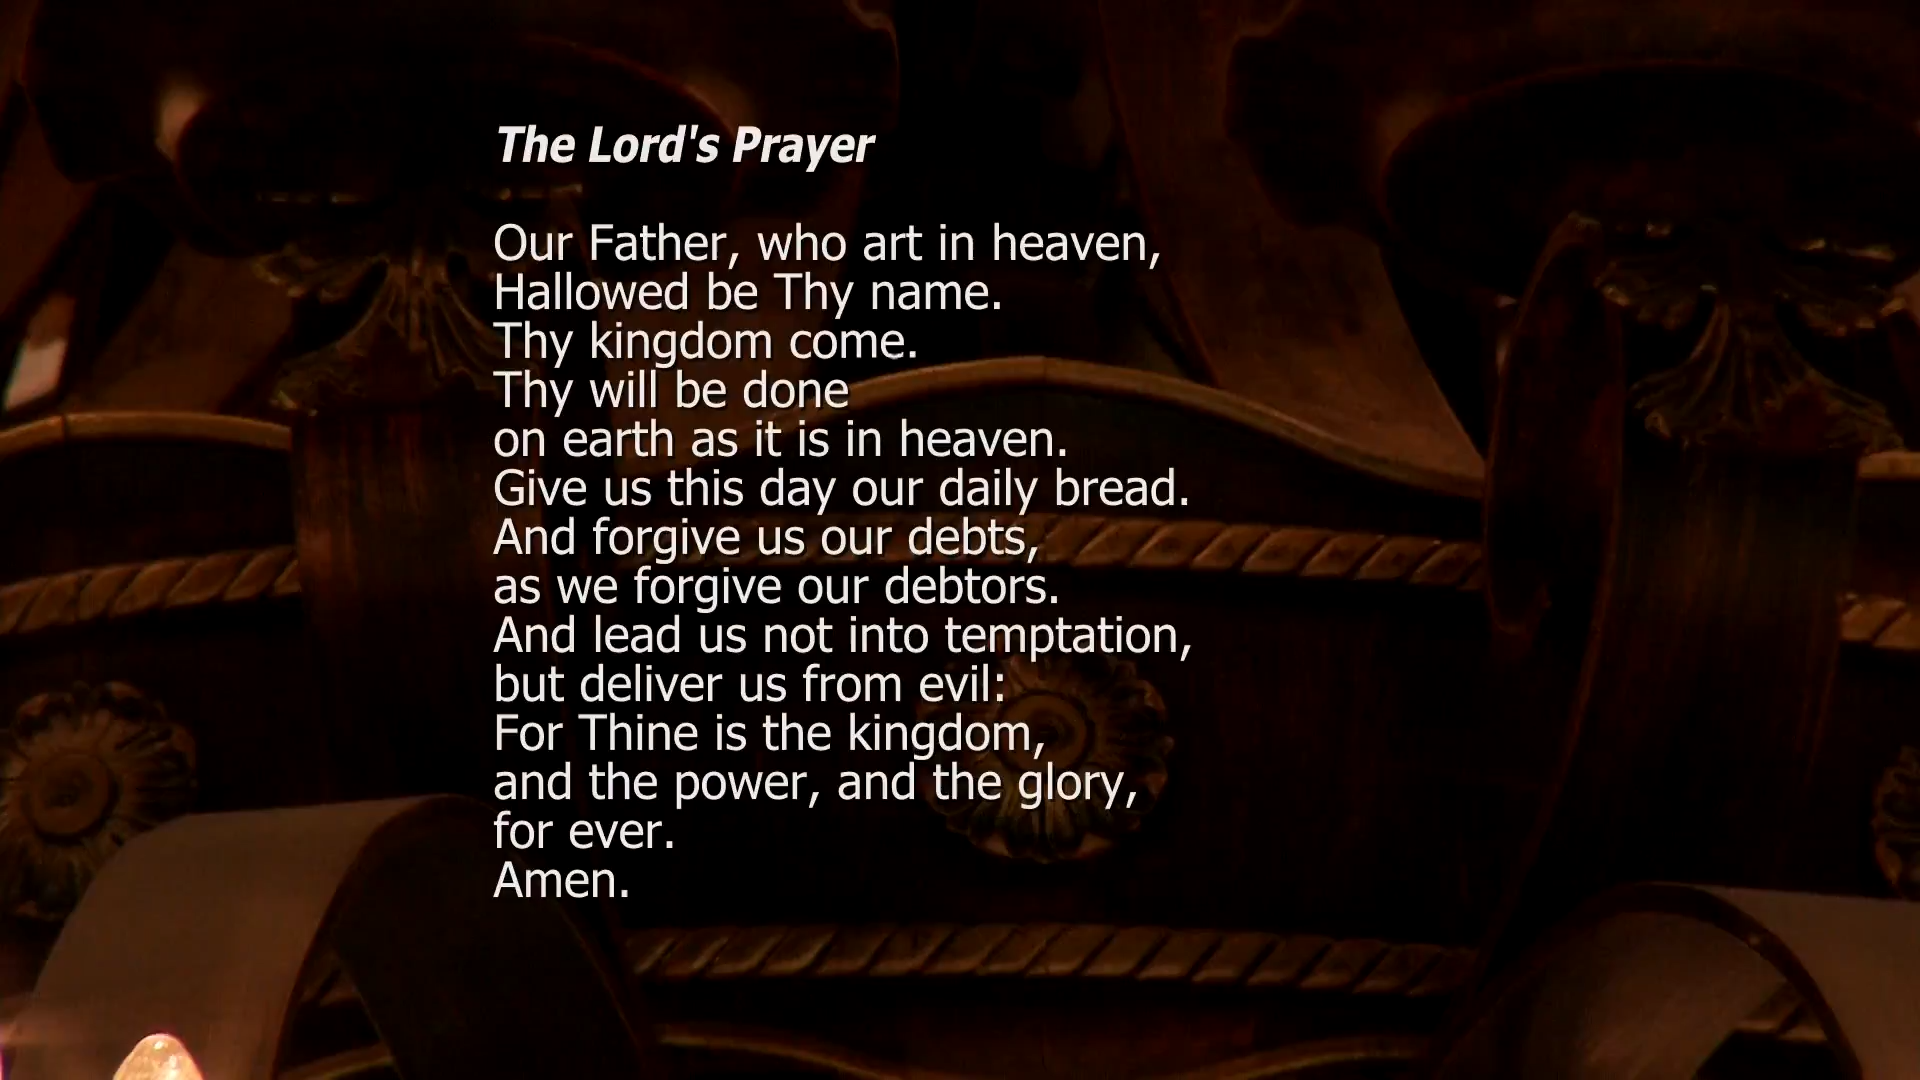 The Lord's Prayer
Our Father, who art in heaven,
Hallowed be Thy name.
Thy kingdom come.
Thy will be done
on earth as it is in heaven.
Give us this day our daily bread.
And forgive us our debts,
as we forgive our debtors.
And lead us not into temptation,
but deliver us from evil:
For Thine is the kingdom,
and the power, and the glory,
for ever.
Amen.